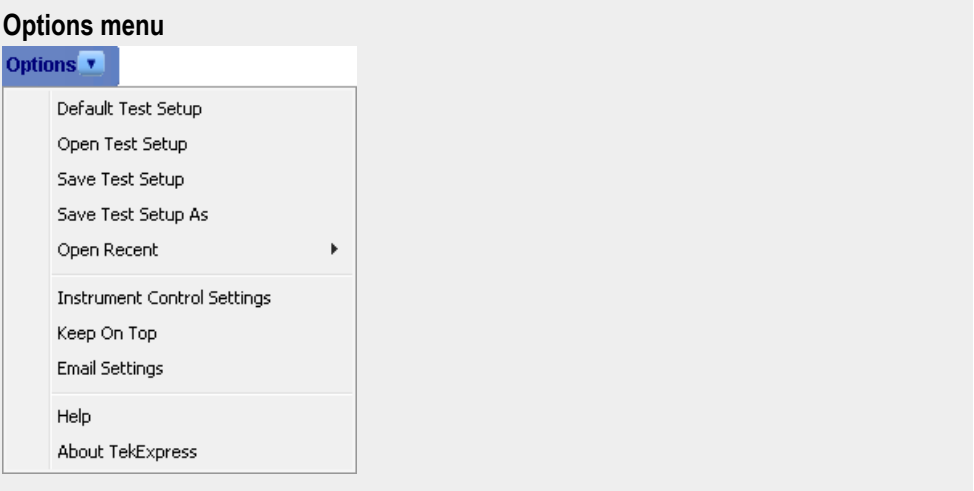 Options menu
Options
Default Test Setup
Open Test Setup
Save Test Setup
Save Test Setup As
Open Recent
Instrument Control Settings
Keep On Top
Email Settings
Help
About TekExpress